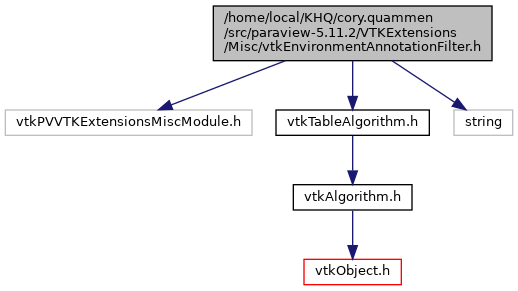 /home/local/KHQ/cory.quammen
/src/paraview-5.11.2/VTKExtensions
/Misc/vtkEnvironmentAnnotationFilter.h
vtkPVVTKExtensionsMiscModule.h
vtkTableAlgorithm.h
string
vtkAlgorithm.h
vtkObject.h